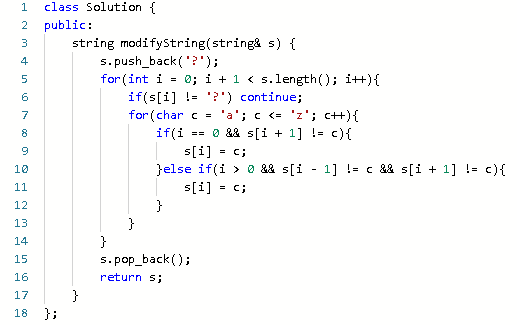 1 class Solution {
2 public:
3     string modifyString(string& s) {
4         s.push_back('?');
5         for(int i = 0; i + 1 < s.length(); i++){
6             if(s[i] != '?') continue;
7             for(char c = 'a'; c <= 'z'; c++){
8                 if(i == 0 && s[i + 1] != c){
9                     s[i] = c;
10                 }else if(i > 0 && s[i - 1] != c && s[i + 1] != c){
11                     s[i] = c;
12                 }
13             }
14         }
15         s.pop_back();
16         return s;
17     }
18 };